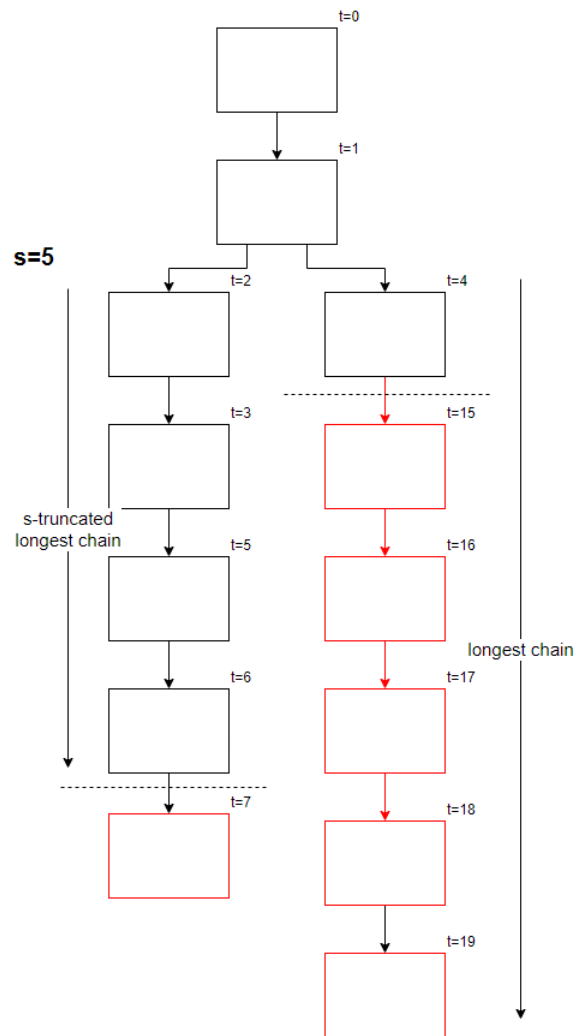 t=0
t=1
s=5
t=2
t=4
t=3
t=15
s-truncated
longest chain
t=5
t=16
longest chain
t=6
t=17
t=7
t=18
t=19